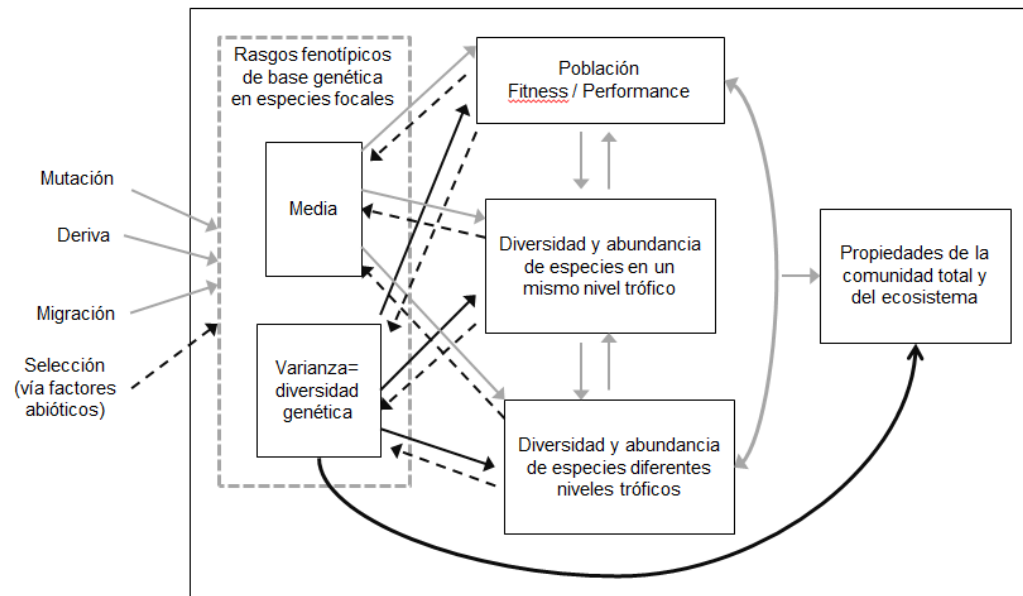 Rasgos fenotípicos
de base genética
en especies focales
Población
Fitness / Performance
Mutación
Media
Deriva
Diversidad y abundancia
de especies en un
mismo nivel trófico
Propiedades de la
comunidad total y
del ecosistema
Migración
Selección
(vía factores
abióticos)
Varianza=
diversidad
genética
Diversidad y abundancia
de especies diferentes
niveles tróficos